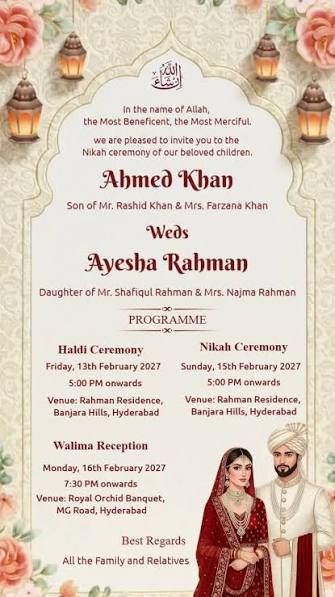 إن شاء الله
In the name of Allah,
the Most Beneficent, the Most Merciful.
we are pleased to invite you to the
Nikah ceremony of our beloved children.
Ahmed Khan
Son of Mr. Rashid Khan & Mrs. Farzana Khan
Weds
Ayesha Rahman
Daughter of Mr. Shafiqul Rahman & Mrs. Najma Rahman
PROGRAMME
Haldi Ceremony
Friday, 13th February 2027
5:00 PM onwards
Venue: Rahman Residence,
Banjara Hills, Hyderabad
Nikah Ceremony
Sunday, 15th February 2027
5:00 PM onwards
Venue: Rahman Residence,
Banjara Hills, Hyderabad
Walima Reception
Monday, 16th February 2027
7:30 PM onwards
Venue: Royal Orchid Banquet,
MG Road, Hyderabad
Best Regards
All the Family and Relatives